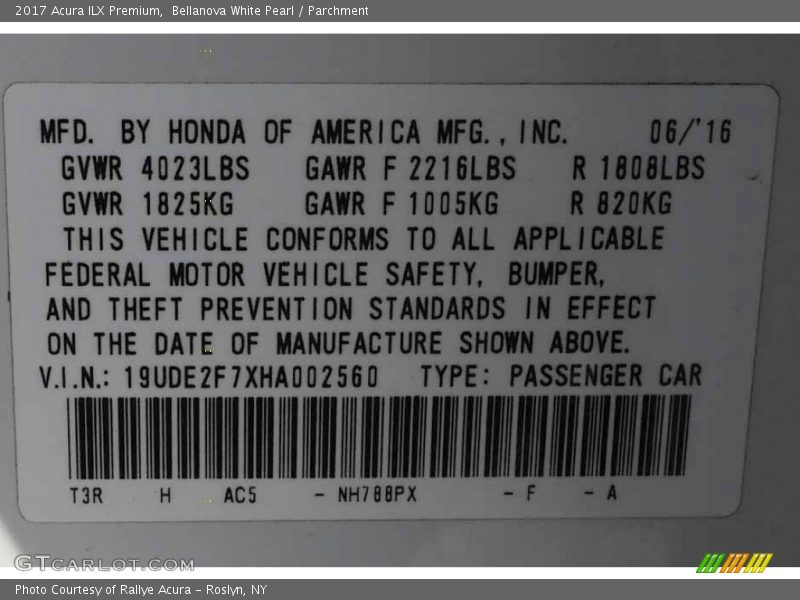 2017 Acura ILX Premium,  Bellanova White Pearl / Parchment
MFD. BY HONDA OF AMERICA MFG., INC. 06/'16
GVWR 4023LBS GAWR F 2216LBS R 1808LBS
GVWR 1825KG GAWR F 1005KG R 820KG
THIS VEHICLE CONFORMS TO ALL APPLICABLE
FEDERAL MOTOR VEHICLE SAFETY, BUMPER,
AND THEFT PREVENTION STANDARDS IN EFFECT
ON THE DATE OF MANUFACTURE SHOWN ABOVE.
V.I.N.: 19UDE2F7XHA002560 TYPE: PASSENGER CAR
T3R H AC5 - NH788PX - F - A
GTCARLOT.COM
Photo Courtesy of Rallye Acura – Roslyn, NY